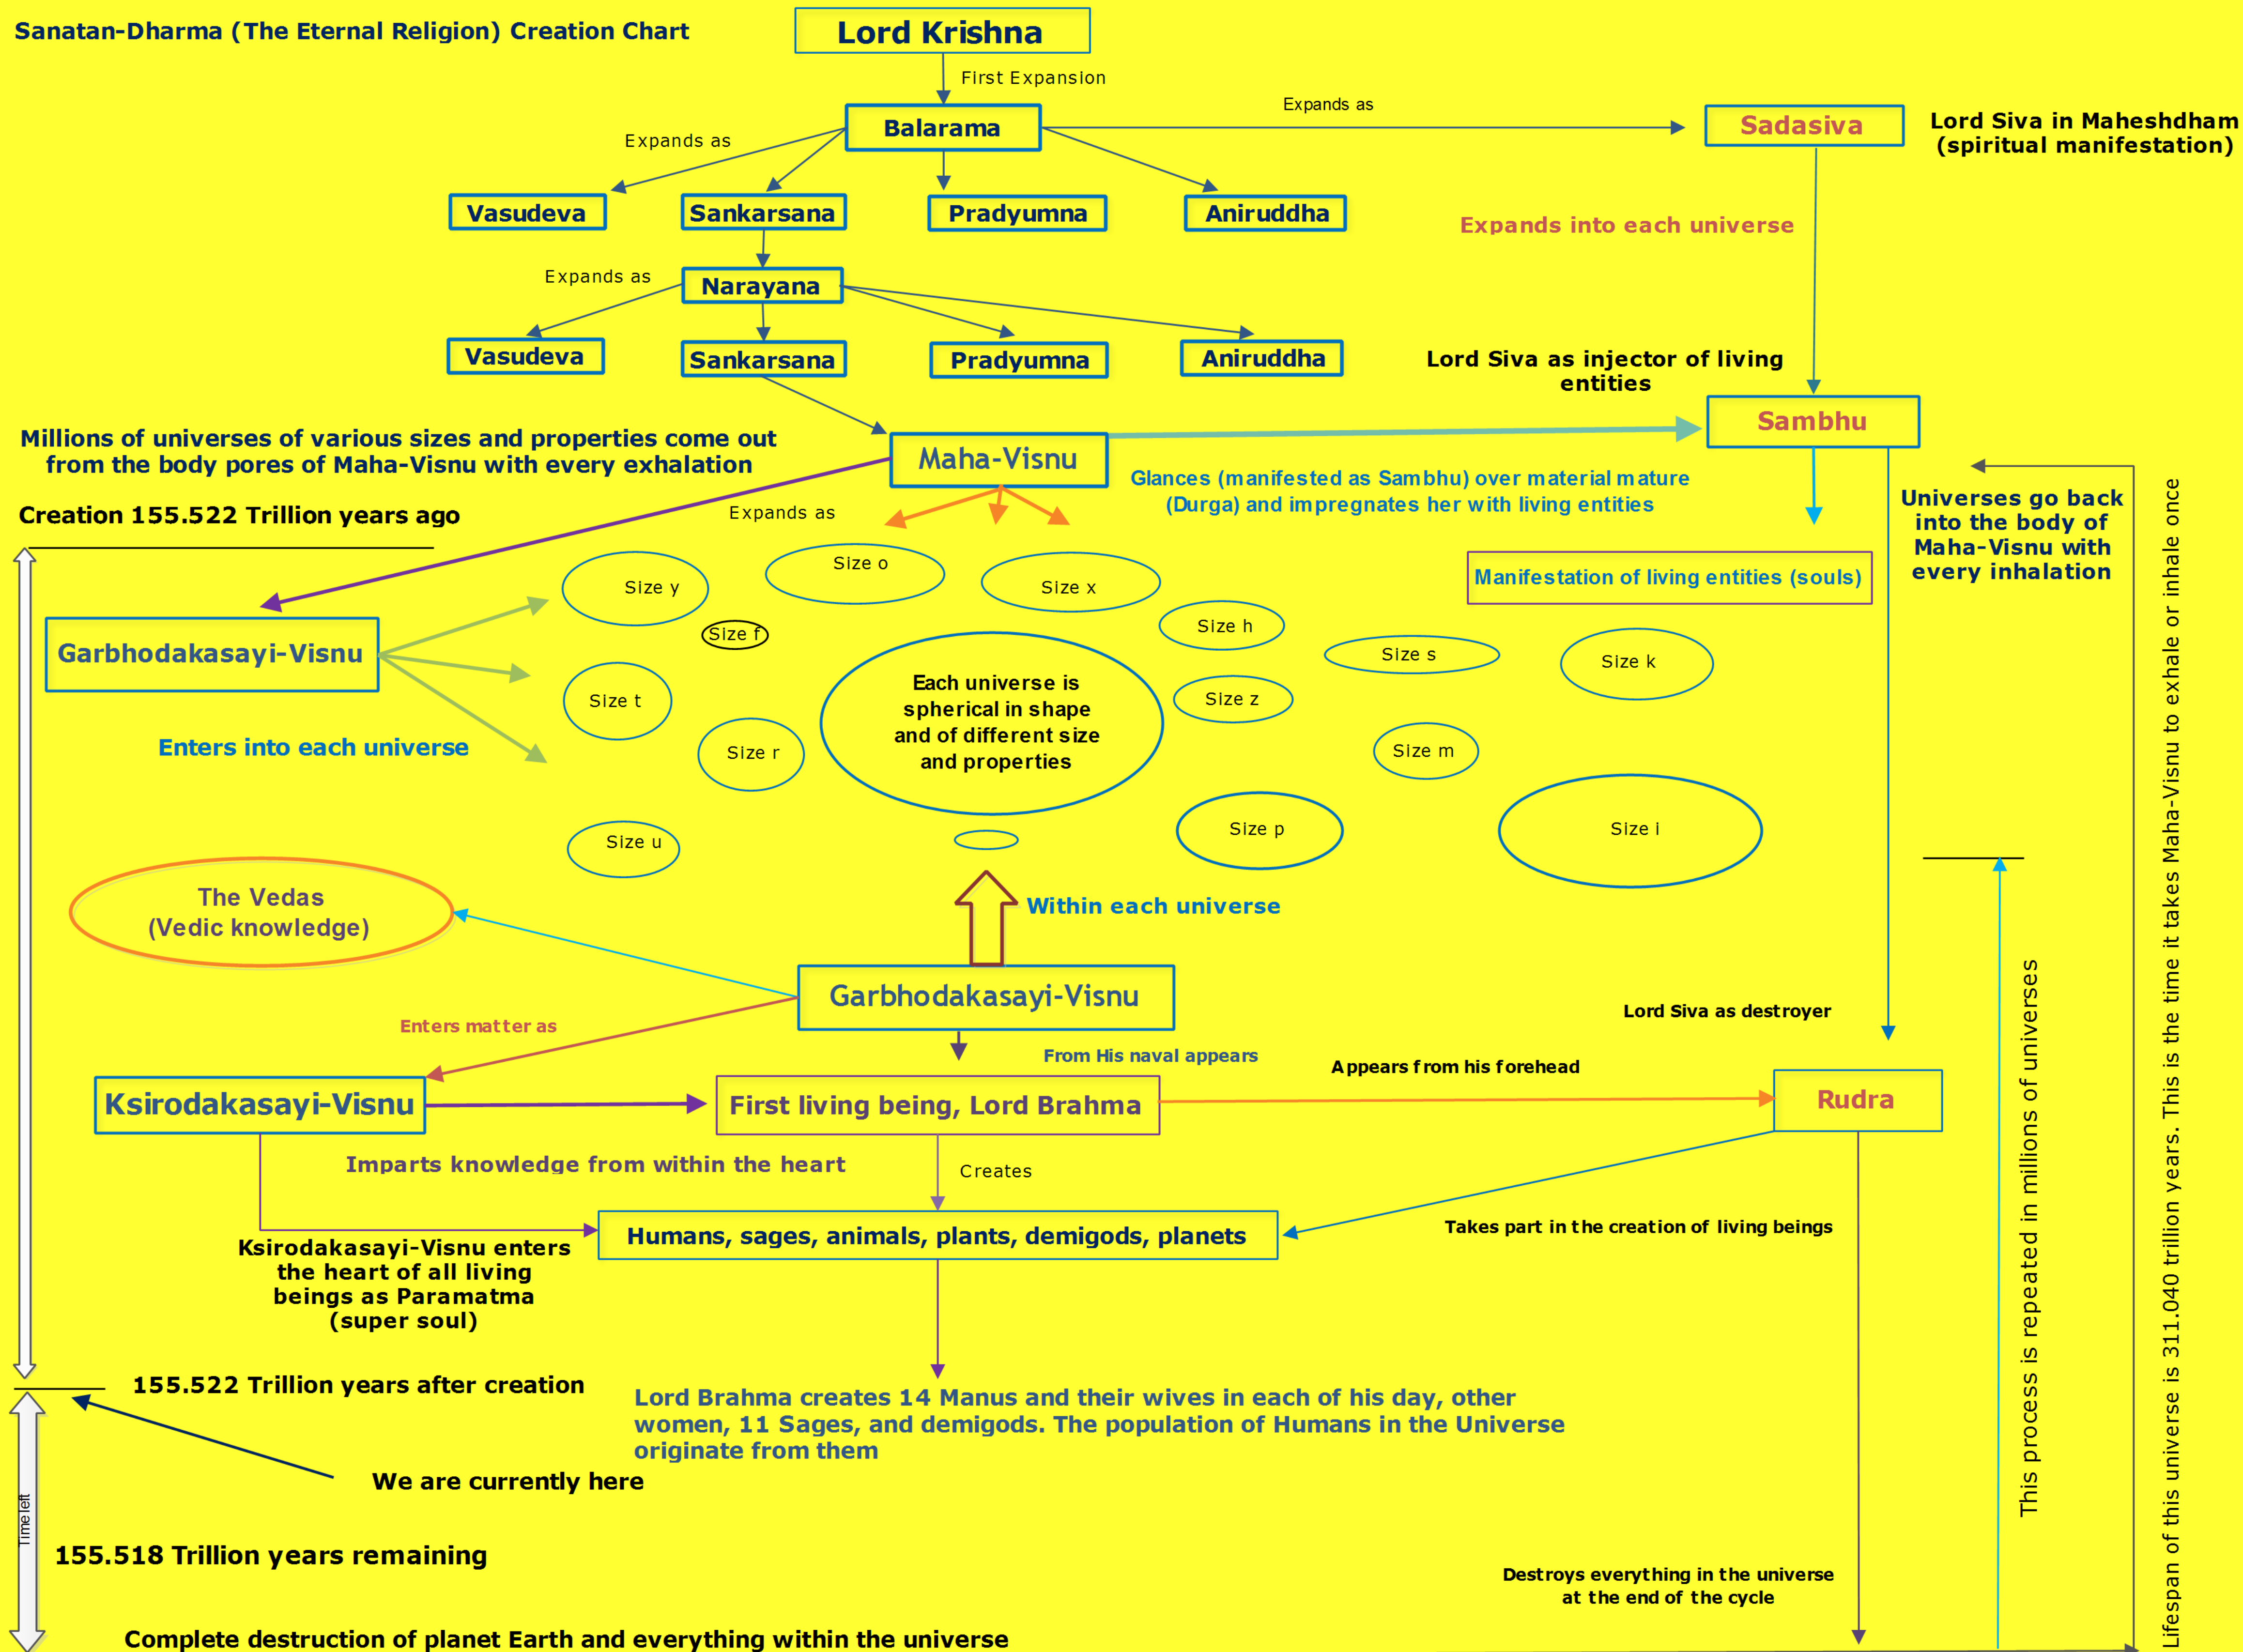 Sanatan-Dharma (The Eternal Religion) Creation Chart
Lord Krishna
First Expansion
Balarama
Expands as
Expands as
Sadasiva
Lord Siva in Maheshdham
(spiritual manifestation)
Vasudeva
Sankarsana
Pradyumna
Aniruddha
Expands into each universe
Narayana
Expands as
Vasudeva
Sankarsana
Pradyumna
Aniruddha
Lord Siva as injector of living
entities
Sambhu
Millions of universes of various sizes and properties come out
from the body pores of Maha-Visnu with every exhalation
Maha-Visnu
Glances (manifested as Sambhu) over material mature
(Durga) and impregnates her with living entities
Universes go back
into the body of
Maha-Visnu with
every inhalation
Creation 155.522 Trillion years ago
Expands as
Size y
Size o
Size x
Manifestation of living entities (souls)
Size f
Size h
Size s
Size k
Garbhodakasayi-Visnu
Size t
Each universe is
spherical in shape
and of different size
and properties
Size z
Size r
Size m
Enters into each universe
Size u
Size p
Size i
The Vedas
(Vedic knowledge)
Within each universe
Garbhodakasayi-Visnu
Enters matter as
Lord Siva as destroyer
From His naval appears
Appears from his forehead
Ksirodakasayi-Visnu
First living being, Lord Brahma
Rudra
Imparts knowledge from within the heart
Creates
Humans, sages, animals, plants, demigods, planets
Takes part in the creation of living beings
Ksirodakasayi-Visnu enters
the heart of all living
beings as Paramatma
(super soul)
155.522 Trillion years after creation
Lord Brahma creates 14 Manus and their wives in each of his day, other
women, 11 Sages, and demigods. The population of Humans in the Universe
originate from them
We are currently here
Time left
155.518 Trillion years remaining
Destroys everything in the universe
at the end of the cycle
Complete destruction of planet Earth and everything within the universe
This process is repeated in millions of universes
Lifespan of this universe is 311.040 trillion years. This is the time it takes Maha-Visnu to exhale or inhale once